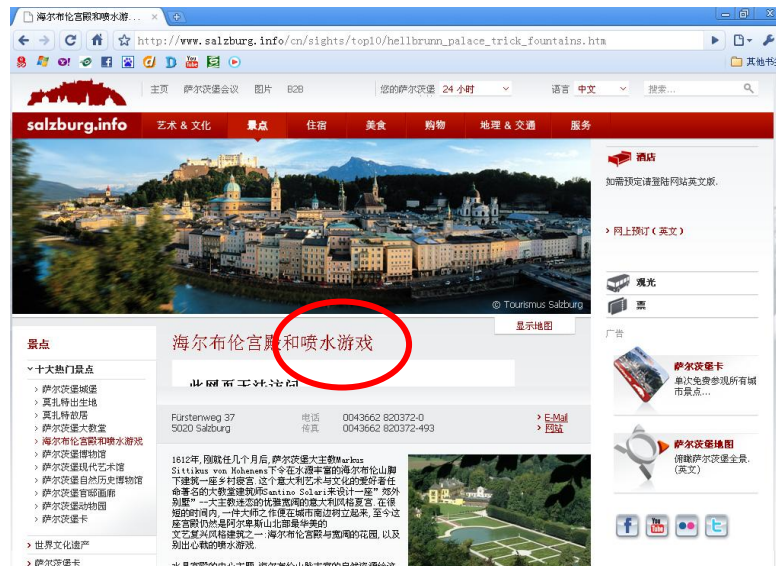 海尔布伦宫殿和喷水游...
http://www.salzburg.info/cn/sights/top10/hellbrunn_palace_trick_fountains.htm
其他书
主页 萨尔茨堡会议 图片 B2B 您的萨尔茨堡 24 小时 语言 中文 搜索...
salzburg.info 艺术 & 文化 景点 住宿 美食 购物 地理 & 交通 服务
© Tourismus Salzburg
显示地图
景点
十大热门景点
萨尔茨堡城堡
莫扎特出生地
莫扎特故居
萨尔茨堡大教堂
海尔布伦宫殿和喷水游戏
萨尔茨堡博物馆
萨尔茨堡现代艺术馆
萨尔茨堡自然历史博物馆
萨尔茨堡官邸画廊
萨尔茨堡动物园
萨尔茨堡卡
世界文化遗产
萨尔茨堡卡
海尔布伦宫殿和喷水游戏
此网页无法访问
Fürstenweg 37 电话 0043662 820372-0 E-Mail
5020 Salzburg 传真 0043662 820372-493 网站
1612年, 刚就任几个月后, 萨尔茨堡大主教Markus
Sittikus von Hohenems下令在水源丰富的海尔布伦山脚
下建筑一座乡村疲宫. 这个意大利艺术与文化的爱好者任
命著名的大教堂建筑师Santino Solari来设计一座”郊外
别墅” --大主教迷恋的优雅宽阔的意大利风格夏宫. 在很
短的时间内, 一件大师之作便在城市南边树立起来, 至今这
座宫殿仍然是阿尔卑斯山北部最华美的
文艺复兴风格建筑之一:海尔布伦宫殿与宽阔的花园, 以及
别出心裁的喷水游戏.
酒店
如需预定请登陆网站英文版.
网上预订 ( 英文 )
观光
票
广告
萨尔茨堡卡
单次免费参观所有城
市景点...
萨尔茨堡地图
俯瞰萨尔茨堡全景.
(英文)